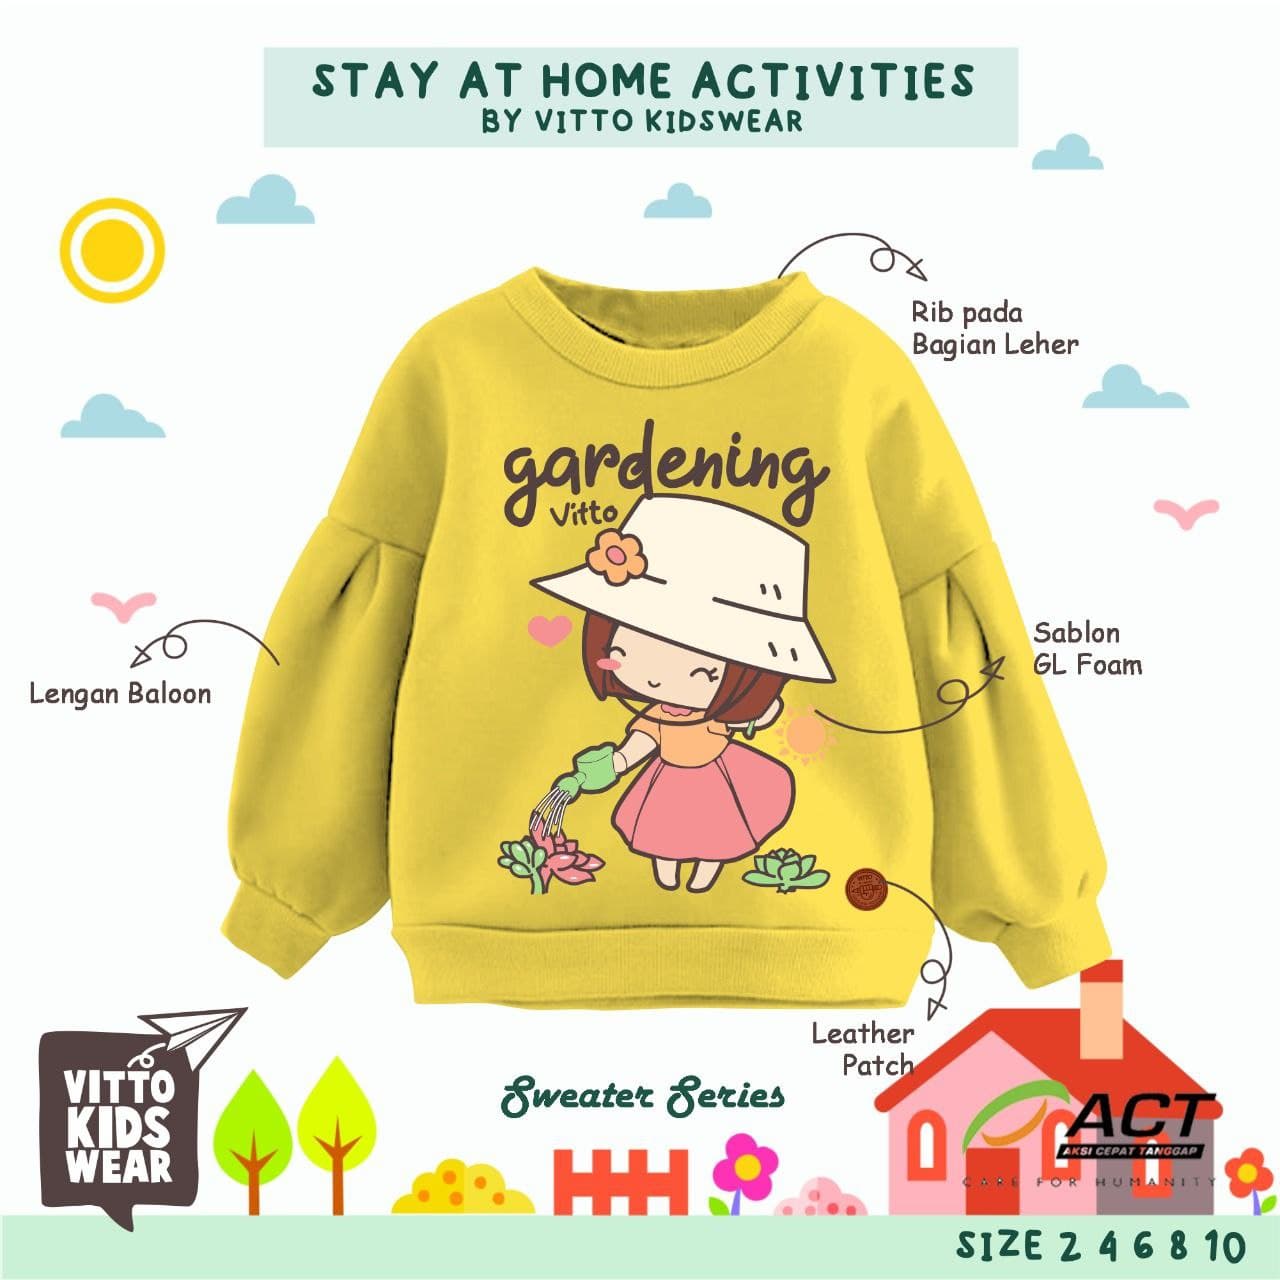 STAY AT HOME ACTIVITIES
BY VITTO KIDSWEAR
Rib pada
Bagian Leher
gardening
Vitto
Sablon
GL Foam
Lengan Baloon
Leather
Patch
VITTO
KIDS
WEAR
Sweater Series
ACT
AKSI CEPAT TANGGAP
CARE FOR HUMANITY
SIZE 2 4 6 8 10